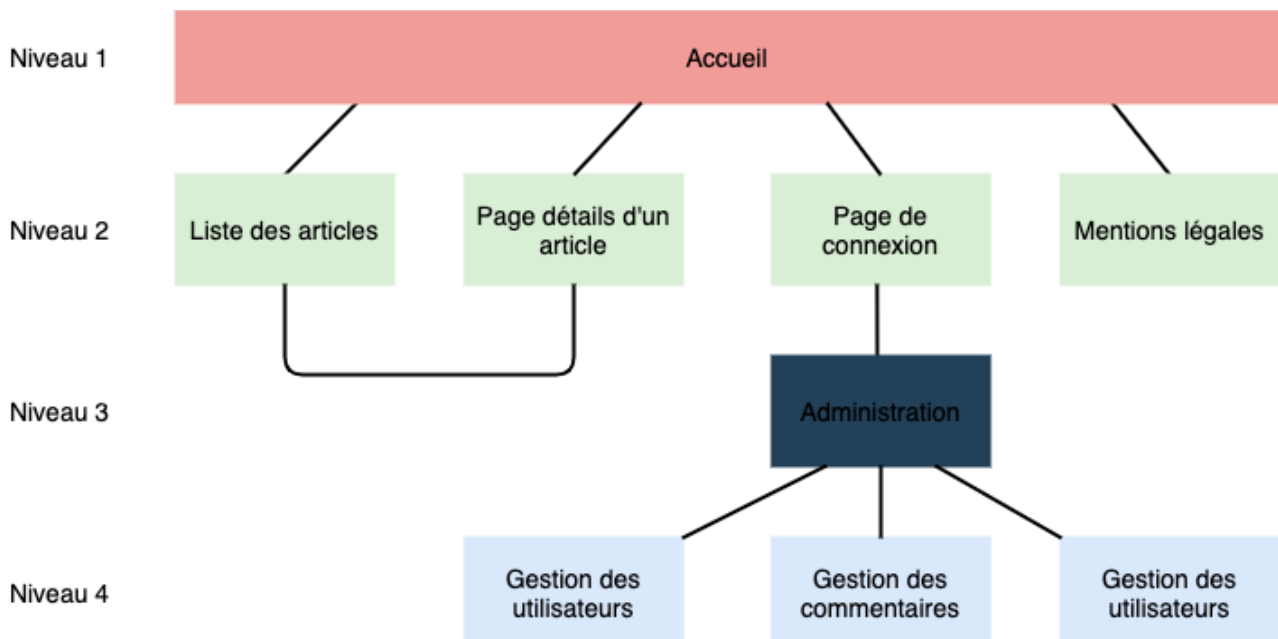 Niveau 1
Accueil
Niveau 2
Liste des articles
Page détails d'un
article
Page de
connexion
Mentions légales
Niveau 3
Administration
Niveau 4
Gestion des
utilisateurs
Gestion des
commentaires
Gestion des
utilisateurs